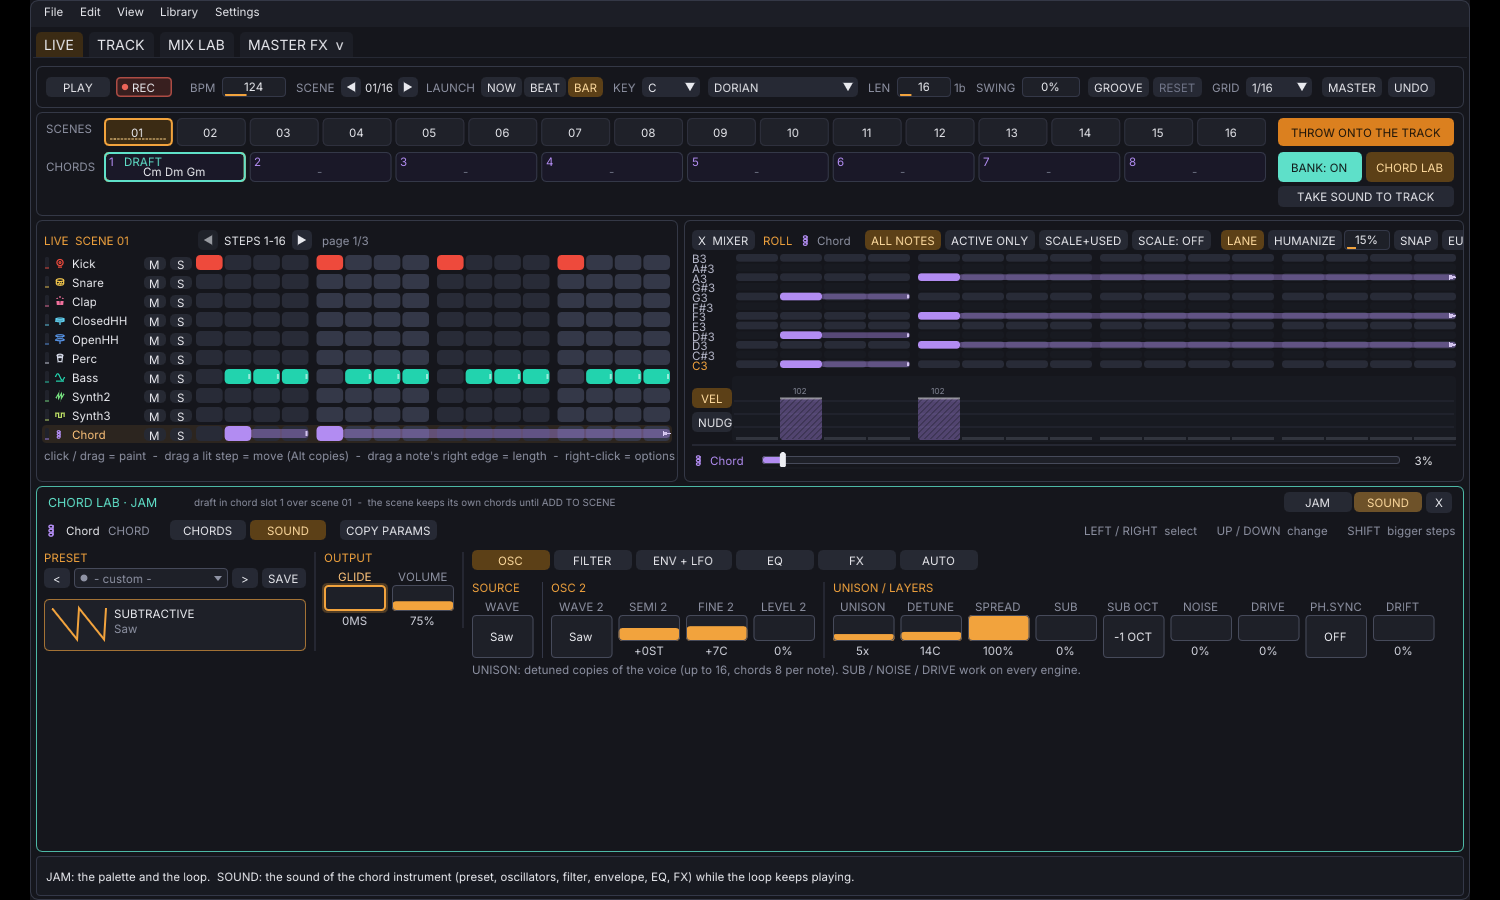 File Edit View Library Settings
LIVE TRACK MIX LAB MASTER FX v
PLAY REC BPM 124 SCENE 01/16 LAUNCH NOW BEAT BAR KEY C DORIAN LEN 16 1b SWING 0% GROOVE RESET GRID 1/16 MASTER UNDO
SCENES 01 02 03 04 05 06 07 08 09 10 11 12 13 14 15 16 THROW ONTO THE TRACK
CHORDS 1 DRAFT 2 3 4 5 6 7 8
Cm Dm Gm - - - - - - - BANK: ON CHORD LAB
TAKE SOUND TO TRACK
LIVE SCENE 01 STEPS 1-16 page 1/3
Kick M S
Snare M S
Clap M S
ClosedHH M S
OpenHH M S
Perc M S
Bass M S
Synth2 M S
Synth3 M S
Chord M S
click / drag = paint - drag a lit step = move (Alt copies) - drag a note's right edge = length - right-click = options
X MIXER ROLL Chord ALL NOTES ACTIVE ONLY SCALE+USED SCALE: OFF LANE HUMANIZE 15% SNAP EU
B3
A#3
A3
G#3
G3
F#3
F3
E3
D#3
D3
C#3
C3
102 102
VEL
NUDG
Chord 3%
CHORD LAB · JAM draft in chord slot 1 over scene 01 - the scene keeps its own chords until ADD TO SCENE JAM SOUND X
Chord CHORD CHORDS SOUND COPY PARAMS LEFT / RIGHT select UP / DOWN change SHIFT bigger steps
PRESET OUTPUT OSC FILTER ENV + LFO EQ FX AUTO
< - custom - > SAVE GLIDE VOLUME
0MS 75%
SUBTRACTIVE
Saw
SOURCE OSC 2 UNISON / LAYERS
WAVE WAVE 2 SEMI 2 FINE 2 LEVEL 2 UNISON DETUNE SPREAD SUB SUB OCT NOISE DRIVE PH.SYNC DRIFT
Saw Saw -1 OCT OFF
+0ST +7C 0% 5x 14C 100% 0% 0% 0% 0%
UNISON: detuned copies of the voice (up to 16, chords 8 per note). SUB / NOISE / DRIVE work on every engine.
JAM: the palette and the loop. SOUND: the sound of the chord instrument (preset, oscillators, filter, envelope, EQ, FX) while the loop keeps playing.